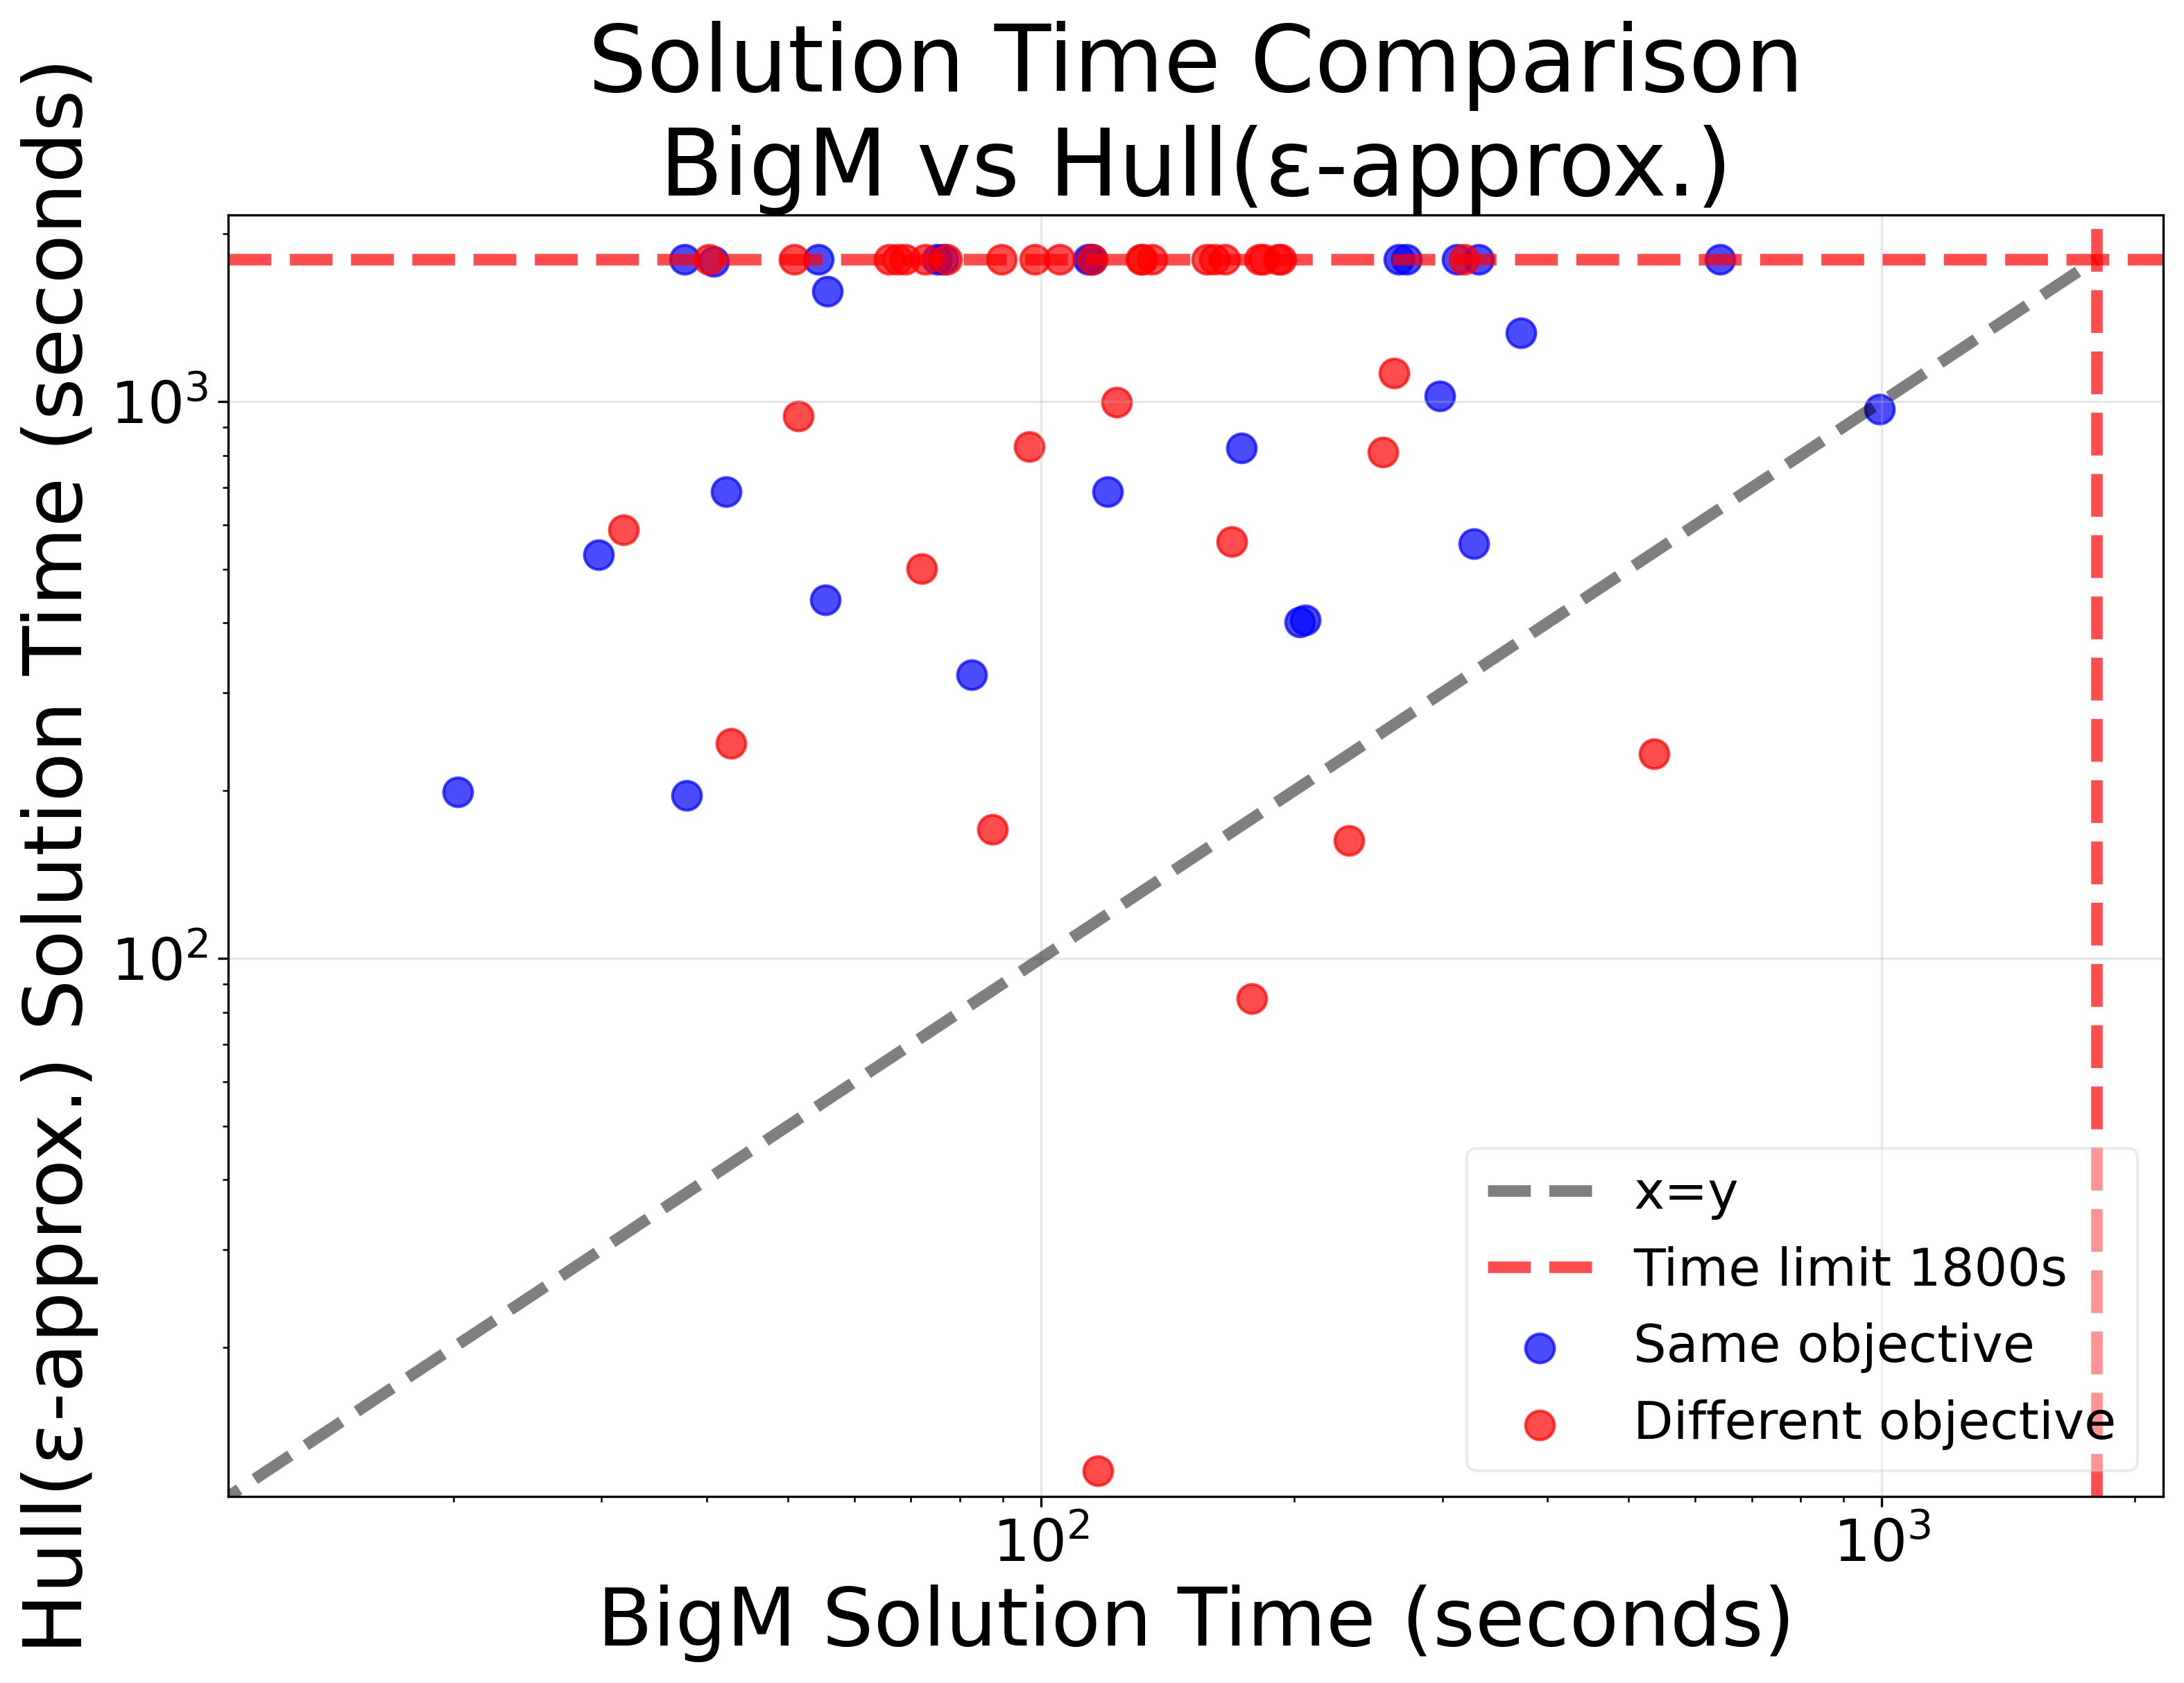 Solution Time Comparison
BigM vs Hull(ε-approx.)
Hull(ε-approx.) Solution Time (seconds)
10³
10²
x=y
Time limit 1800s
Same objective
Different objective
10² 10³
BigM Solution Time (seconds)